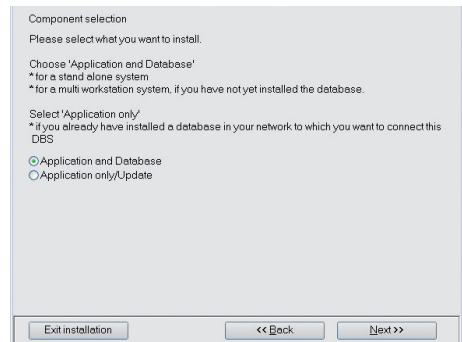 Component selection
Please select what you want to install.
Choose 'Application and Database'
* for a stand alone system
* for a multi workstation system, if you have not yet installed the database.
Select 'Application only'
* if you already have installed a database in your network to which you want to connect this
DBS
Application and Database
Application only/Update
Exit installation
<< Back
Next >>